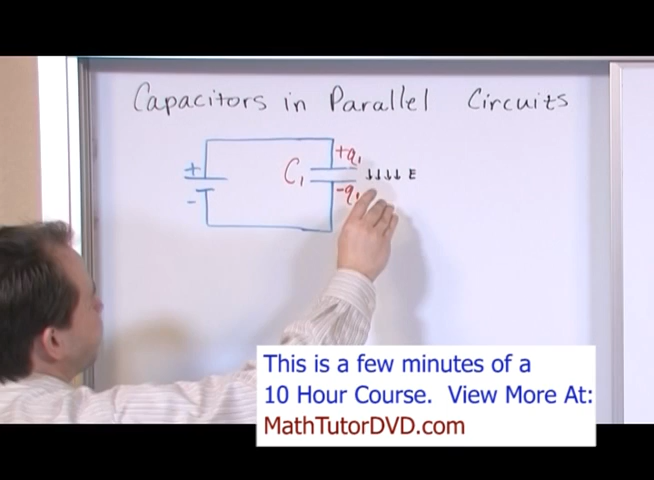 Capacitors in Parallel Circuits
+
-
C₁
+q₁
-q₁
E
This is a few minutes of a
10 Hour Course. View More At:
MathTutorDVD.com